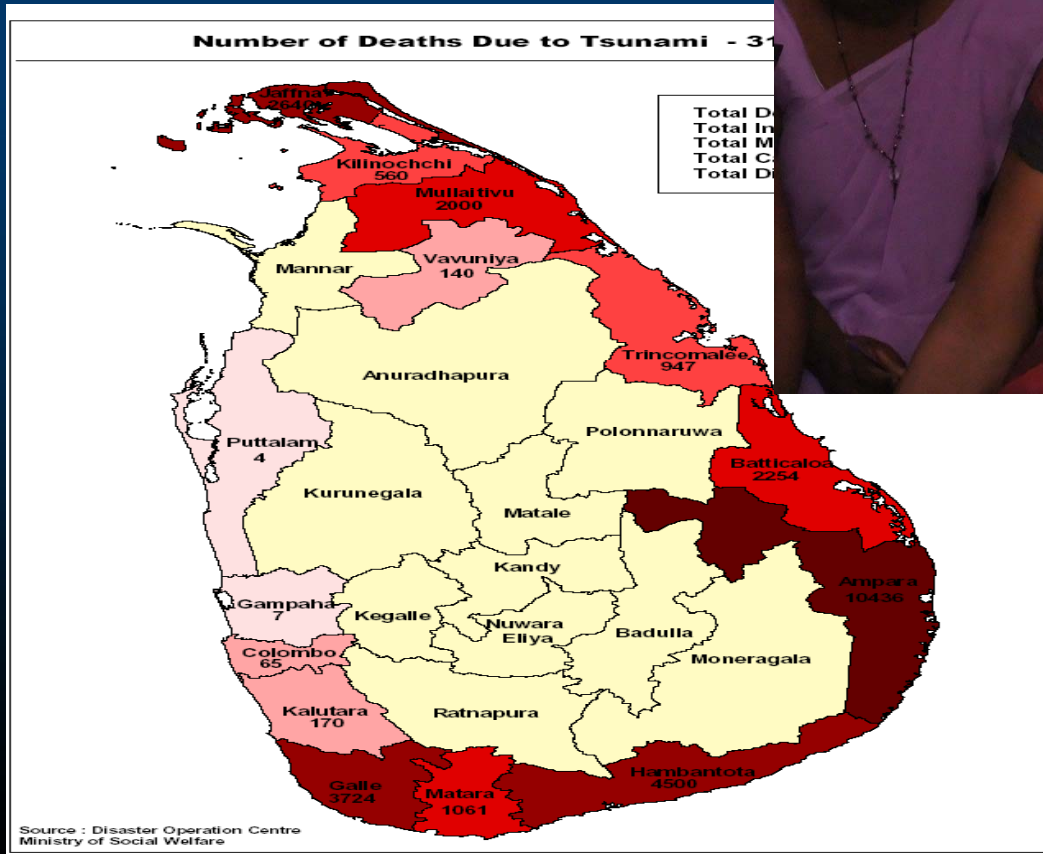 Number of Deaths Due to Tsunami - 31
Total
Total
Total
Total
Total
Jaffna
2640
Kilinochchi
560
Mullaitivu
2000
Mannar
Vavuniya
140
Trincomalee
947
Anuradhapura
Polonnaruwa
Puttalam
4
Batticaloa
2254
Kurunegala
Matale
Kandy
Ampara
10436
Gampaha
7
Kegalle
Nuwara
Eliya
Badulla
Colombo
65
Moneragala
Kalutara
170
Ratnapura
Galle
3724
Matara
1061
Hambantota
4500
Source : Disaster Operation Centre
Ministry of Social Welfare